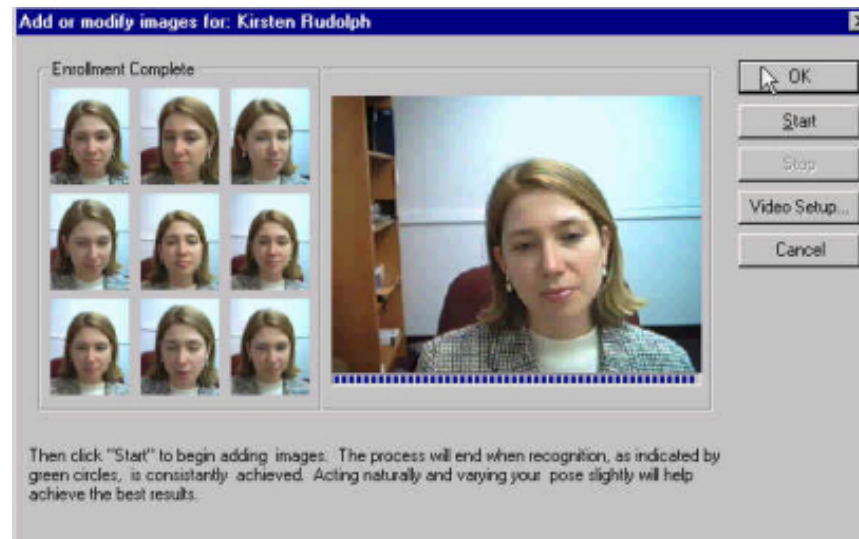 Add or modify images for: Kirsten Rudolph
Enrollment Complete
OK
Start
Stop
Video Setup...
Cancel
Then click "Start" to begin adding images. The process will end when recognition, as indicated by
green circles, is consistantly achieved. Acting naturally and varying your pose slightly will help
achieve the best results.